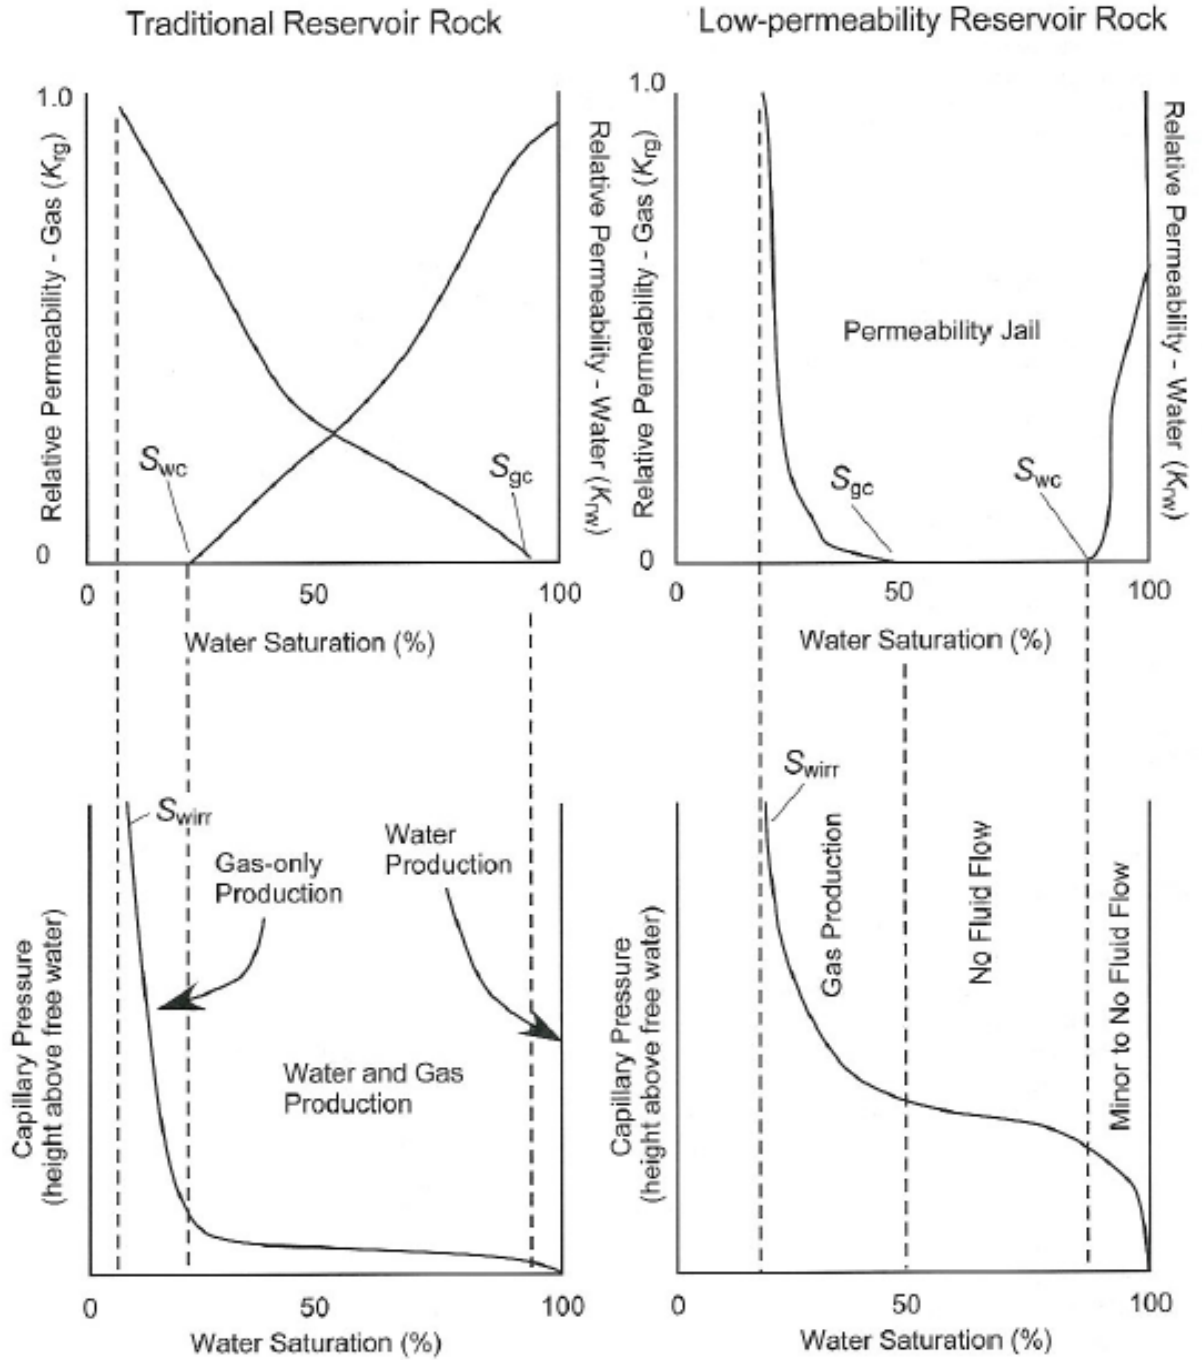 Traditional Reservoir Rock
1.0
Relative Permeability - Gas (Krg)
0
Swc
Sgc
Relative Permeability - Water (Krw)
0
50
100
Water Saturation (%)
Low-permeability Reservoir Rock
1.0
Relative Permeability - Gas (Krg)
0
Permeability Jail
Sgc
Swc
Relative Permeability - Water (Krw)
0
50
100
Water Saturation (%)
Capillary Pressure
(height above free water)
Swirr
Gas-only
Production
Water
Production
Water and Gas
Production
0
50
100
Water Saturation (%)
Capillary Pressure
(height above free water)
Swirr
Gas Production
No Fluid Flow
Minor to No Fluid Flow
0
50
100
Water Saturation (%)